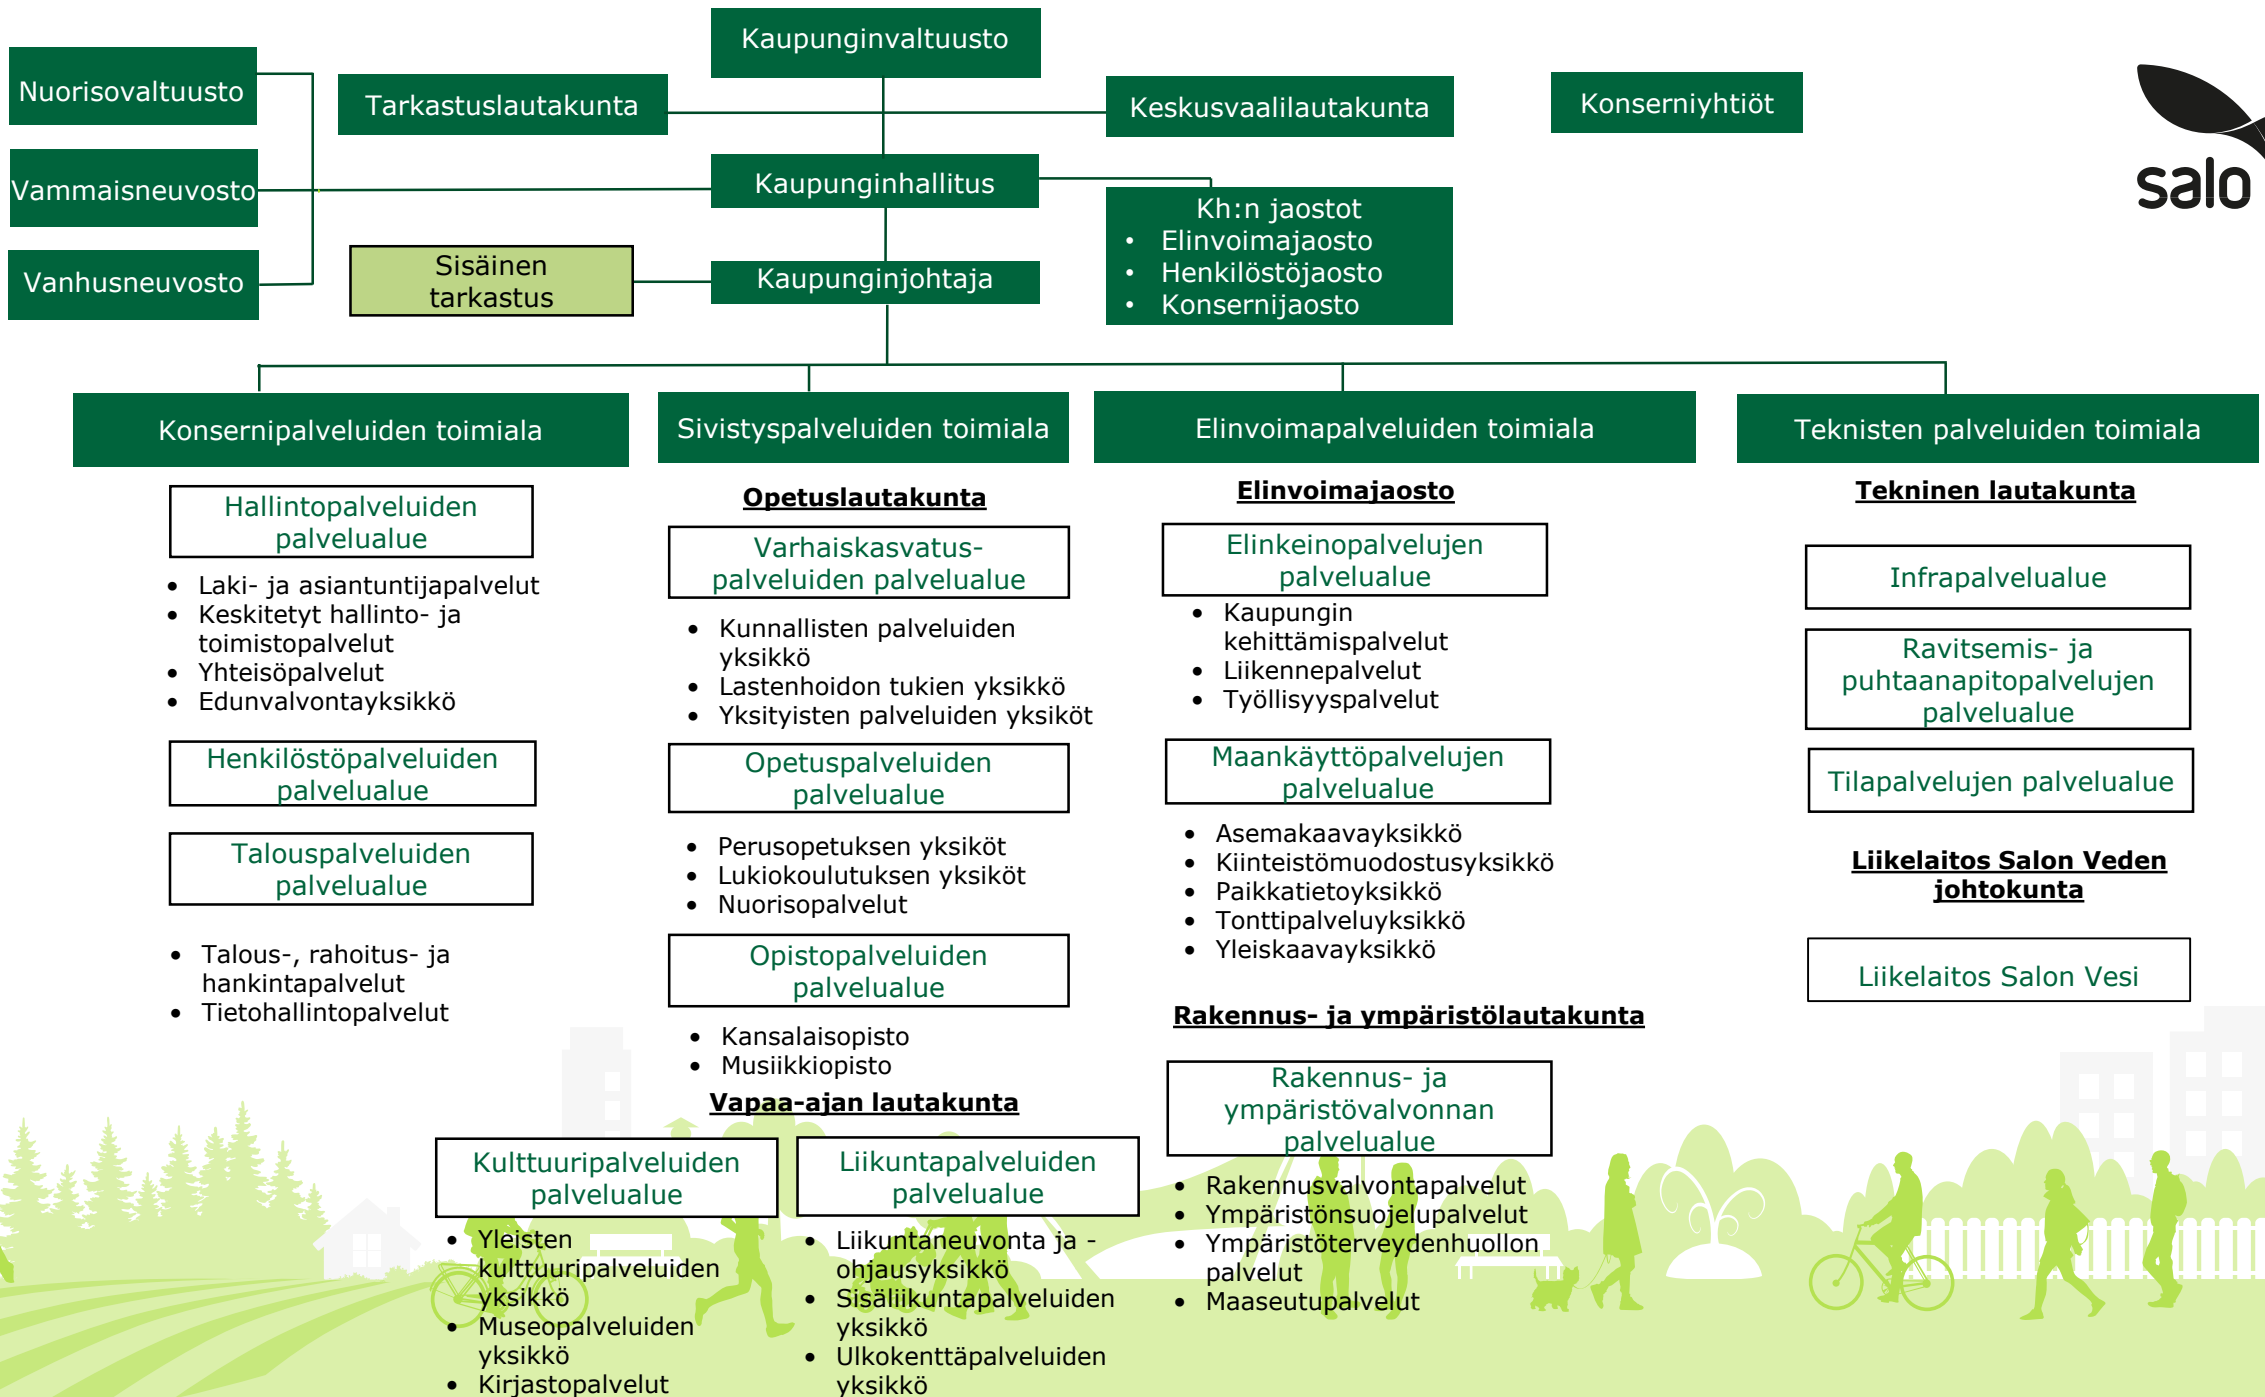 Kaupunginvaltuusto
Nuorisovaltuusto
Tarkastuslautakunta
Keskusvaalilautakunta
Konserniyhtiöt
salo
Vammaisneuvosto
Kaupunginhallitus
Kh:n jaostot
• Elinvoimajaosto
• Henkilöstöjaosto
• Konsernijaosto
Vanhusneuvosto
Sisäinen
tarkastus
Kaupunginjohtaja
Konsernipalveluiden toimiala
Hallintopalveluiden
palvelualue
• Laki- ja asiantuntijapalvelut
• Keskitetyt hallinto- ja
toimistopalvelut
• Yhteisöpalvelut
• Edunvalvontayksikkö
Henkilöstöpalveluiden
palvelualue
Talouspalveluiden
palvelualue
• Talous-, rahoitus- ja
hankintapalvelut
• Tietohallintopalvelut
Sivistyspalveluiden toimiala
Opetuslautakunta
Varhaiskasvatus-
palveluiden palvelualue
• Kunnallisten palveluiden
yksikkö
• Lastenhoidon tukien yksikkö
• Yksityisten palveluiden yksiköt
Opetuspalveluiden
palvelualue
• Perusopetuksen yksiköt
• Lukiokoulutuksen yksiköt
• Nuorisopalvelut
Opistopalveluiden
palvelualue
• Kansalaisopisto
• Musiikkiopisto
Vapaa-ajan lautakunta
Kulttuuripalveluiden
palvelualue
• Yleisten
kulttuuripalveluiden
yksikkö
• Museopalveluiden
yksikkö
• Kirjastopalvelut
Liikuntapalveluiden
palvelualue
• Liikuntaneuvonta ja -
ohjausyksikkö
• Sisäliikuntapalveluiden
yksikkö
• Ulkokenttäpalveluiden
yksikkö
Elinvoimapalveluiden toimiala
Elinvoimajaosto
Elinkeinopalvelujen
palvelualue
• Kaupungin
kehittämispalvelut
• Liikennepalvelut
• Työllisyyspalvelut
Maankäyttöpalvelujen
palvelualue
• Asemakaavayksikkö
• Kiinteistömuodostusyksikkö
• Paikkatietoyksikkö
• Tonttipalveluyksikkö
• Yleiskaavayksikkö
Rakennus- ja ympäristölautakunta
Rakennus- ja
ympäristövalvonnan
palvelualue
• Rakennusvalvontapalvelut
• Ympäristönsuojelupalvelut
• Ympäristöterveydenhuollon
palvelut
• Maaseutupalvelut
Teknisten palveluiden toimiala
Tekninen lautakunta
Infrapalvelualue
Ravitsemis- ja
puhtaanapitopalvelujen
palvelualue
Tilapalvelujen palvelualue
Liikelaitos Salon Veden
johtokunta
Liikelaitos Salon Vesi